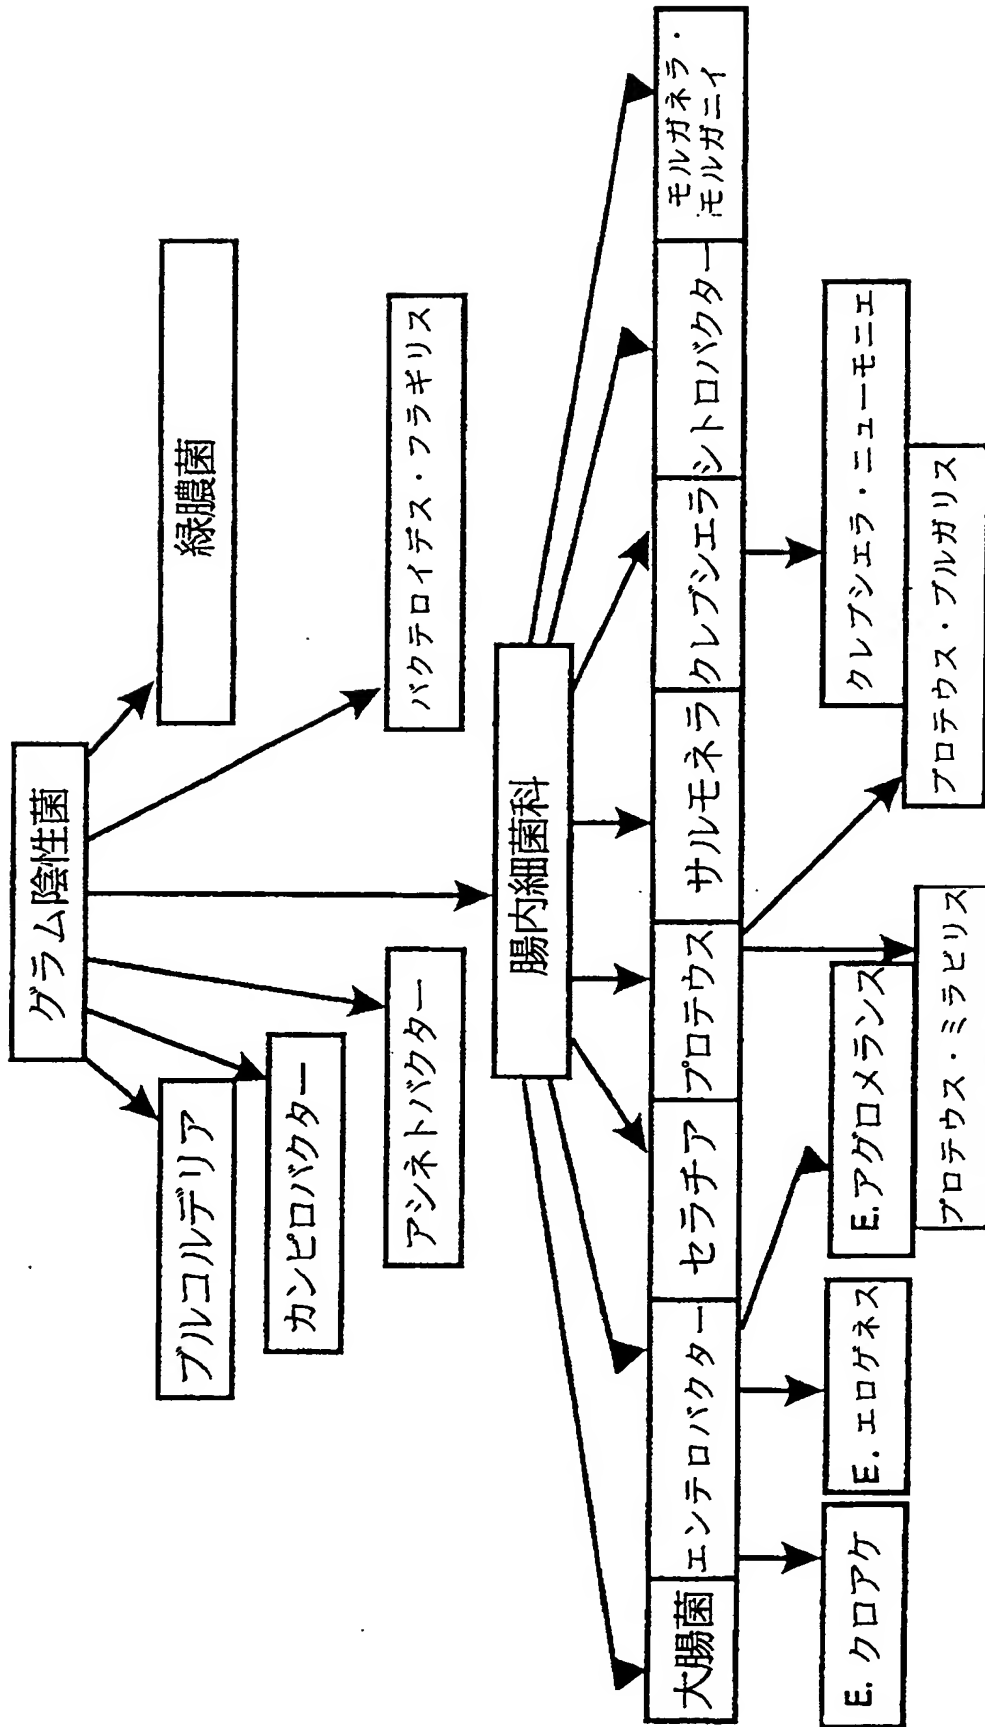 グラム陰性菌
ブルコルデリア
緑膿菌
カンピロバクター
アシネトバクター
バクテロイデス・フラギリス
腸内細菌科
大腸菌
エンテロバクター
セラチア
プロテウス
サルモネラ
クレブシエラ
シトロバクター
モルガネラ・
モルガニイ
E. クロアケ
E. エロゲネス
E. アグロメランス
クレブシエラ・ニューモニエ
プロテウス・ミラビリス
プロテウス・ブルガリス